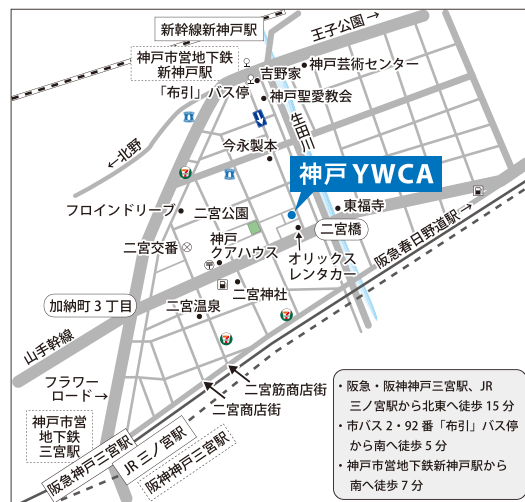 新幹線新神戸駅
王子公園→
神戸市営地下鉄
新神戸駅
吉野家
神戸芸術センター
「布引」バス停
神戸聖愛教会
生田川
←北野
今永製本
神戸 YWCA
フロインドリーブ
二宮公園
東福寺
二宮橋
二宮交番
神戸
クアハウス
オリックス
レンタカー
阪急春日野道駅→
二宮神社
加納町3丁目
二宮温泉
山手幹線
フラワー
ロード→
二宮筋商店街
二宮商店街
神戸市営
地下鉄
三宮駅
阪急神戸三宮駅
JR 三ノ宮駅
阪神神戸三宮駅
・阪急・阪神神戸三宮駅、JR
三ノ宮駅から北東へ徒歩 15 分
・市バス 2・92 番「布引」バス停
から南へ徒歩 5 分
・神戸市営地下鉄新神戸駅から
南へ徒歩 7 分